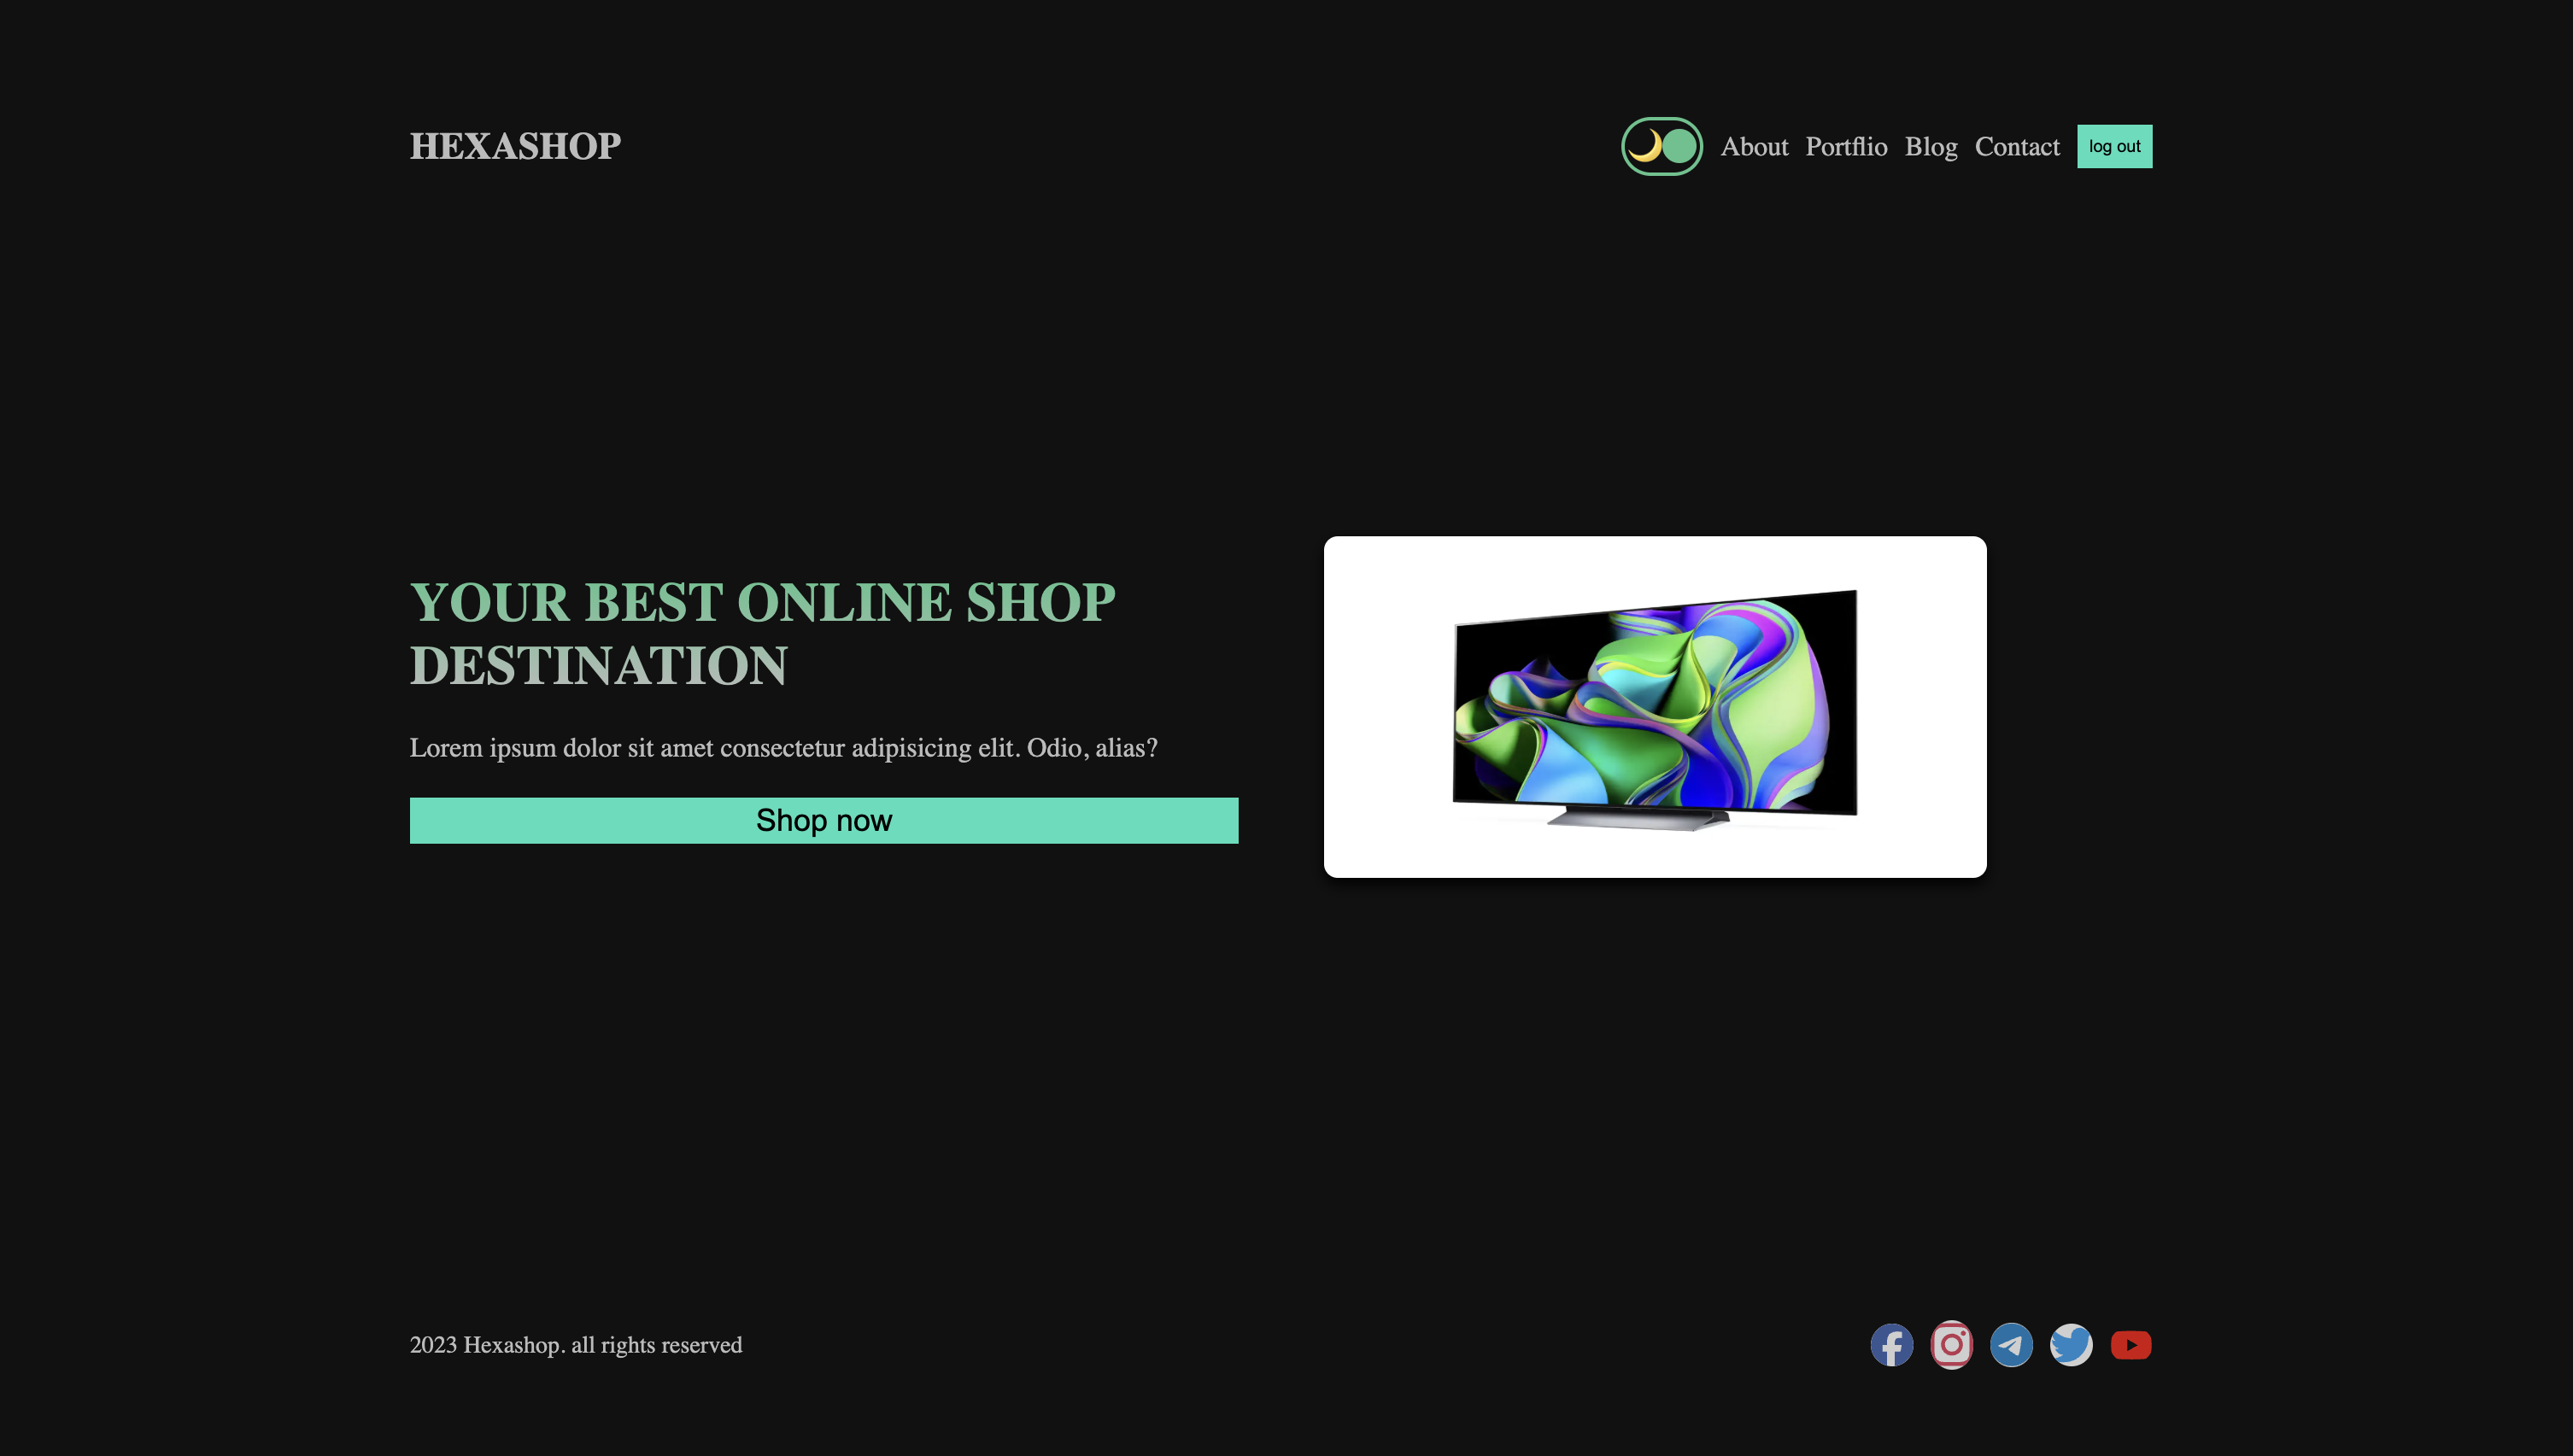 HEXASHOP
About Portflio Blog Contact log out
YOUR BEST ONLINE SHOP
DESTINATION
Lorem ipsum dolor sit amet consectetur adipisicing elit. Odio, alias?
Shop now
2023 Hexashop. all rights reserved